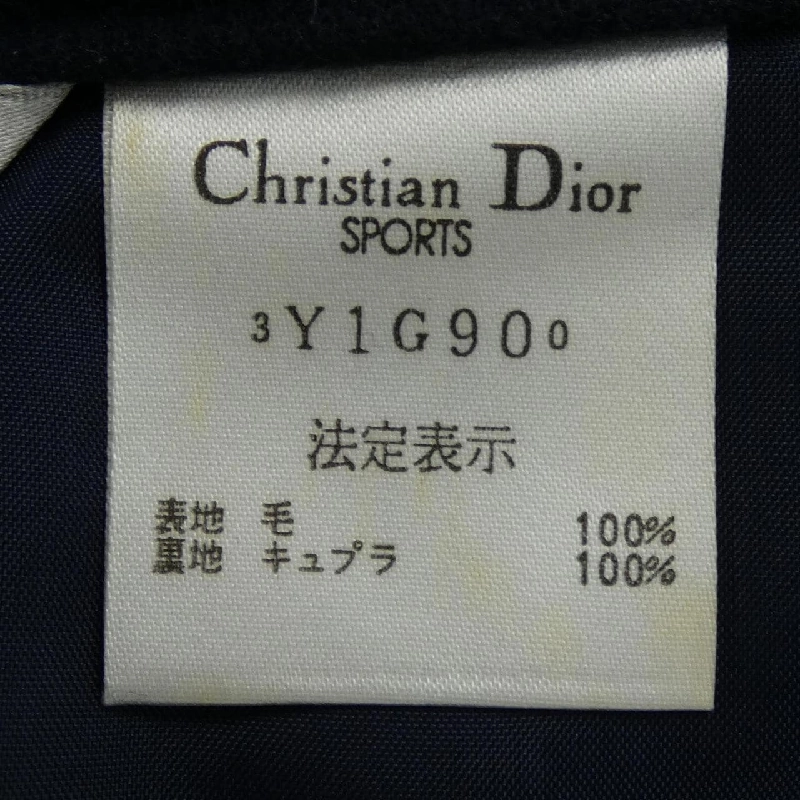 Christian Dior
SPORTS
3Y1G900
法定表示
表地 毛 100%
裏地 キュプラ 100%